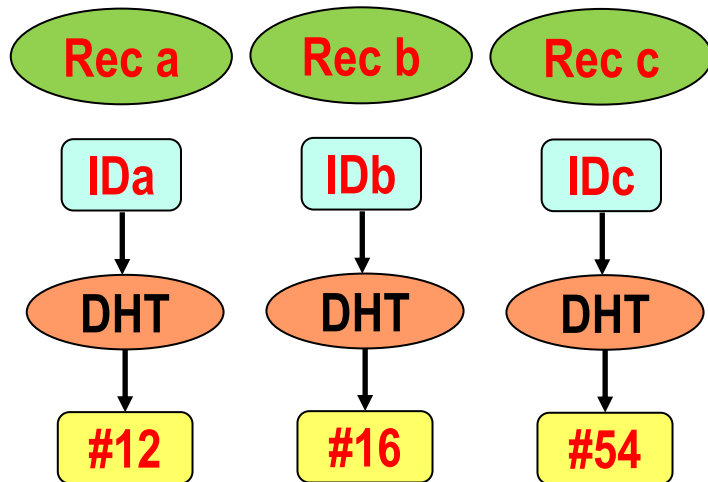 Rec a Rec b Rec c
IDa IDb IDc
DHT DHT DHT
#12 #16 #54